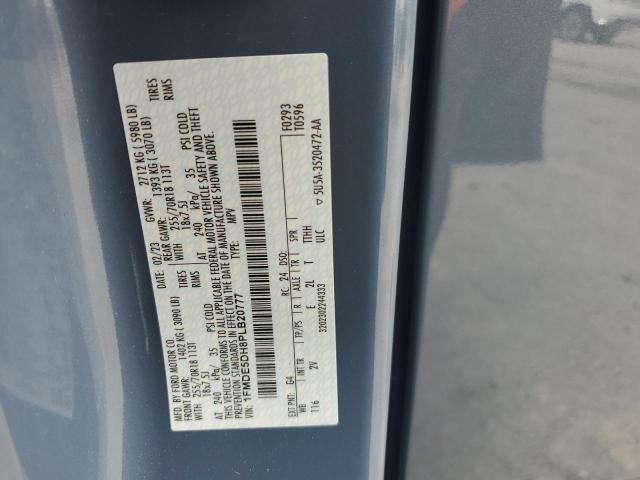 MFD. BY FORD MOTOR CO.
DATE: 02/23 GVWR: 2712 KG (5980 LB)
FRONT GAWR: 1402 KG (3090 LB) REAR GAWR: 1393 KG (3070 LB)
WITH 255/70R18 113T TIRES WITH 255/70R18 113T TIRES
18x7.5J RIMS 18x7.5J RIMS
AT 240 kPa/ 35 PSI COLD AT 240 kPa/ 35 PSI COLD
THIS VEHICLE CONFORMS TO ALL APPLICABLE FEDERAL MOTOR VEHICLE SAFETY AND THEFT
PREVENTION STANDARDS IN EFFECT ON THE DATE OF MANUFACTURE SHOWN ABOVE.
VIN: 1FMDE5DH8PLB20777 TYPE: MPV
F0293
T0596
EXT PNT: G4 RC: 24 DSO:
WB INT TR TP/PS R AXLE TR SPR
116 2V E 2L T TTHH
3202302244333 ULC
▽ 5U5A-3520472-AA